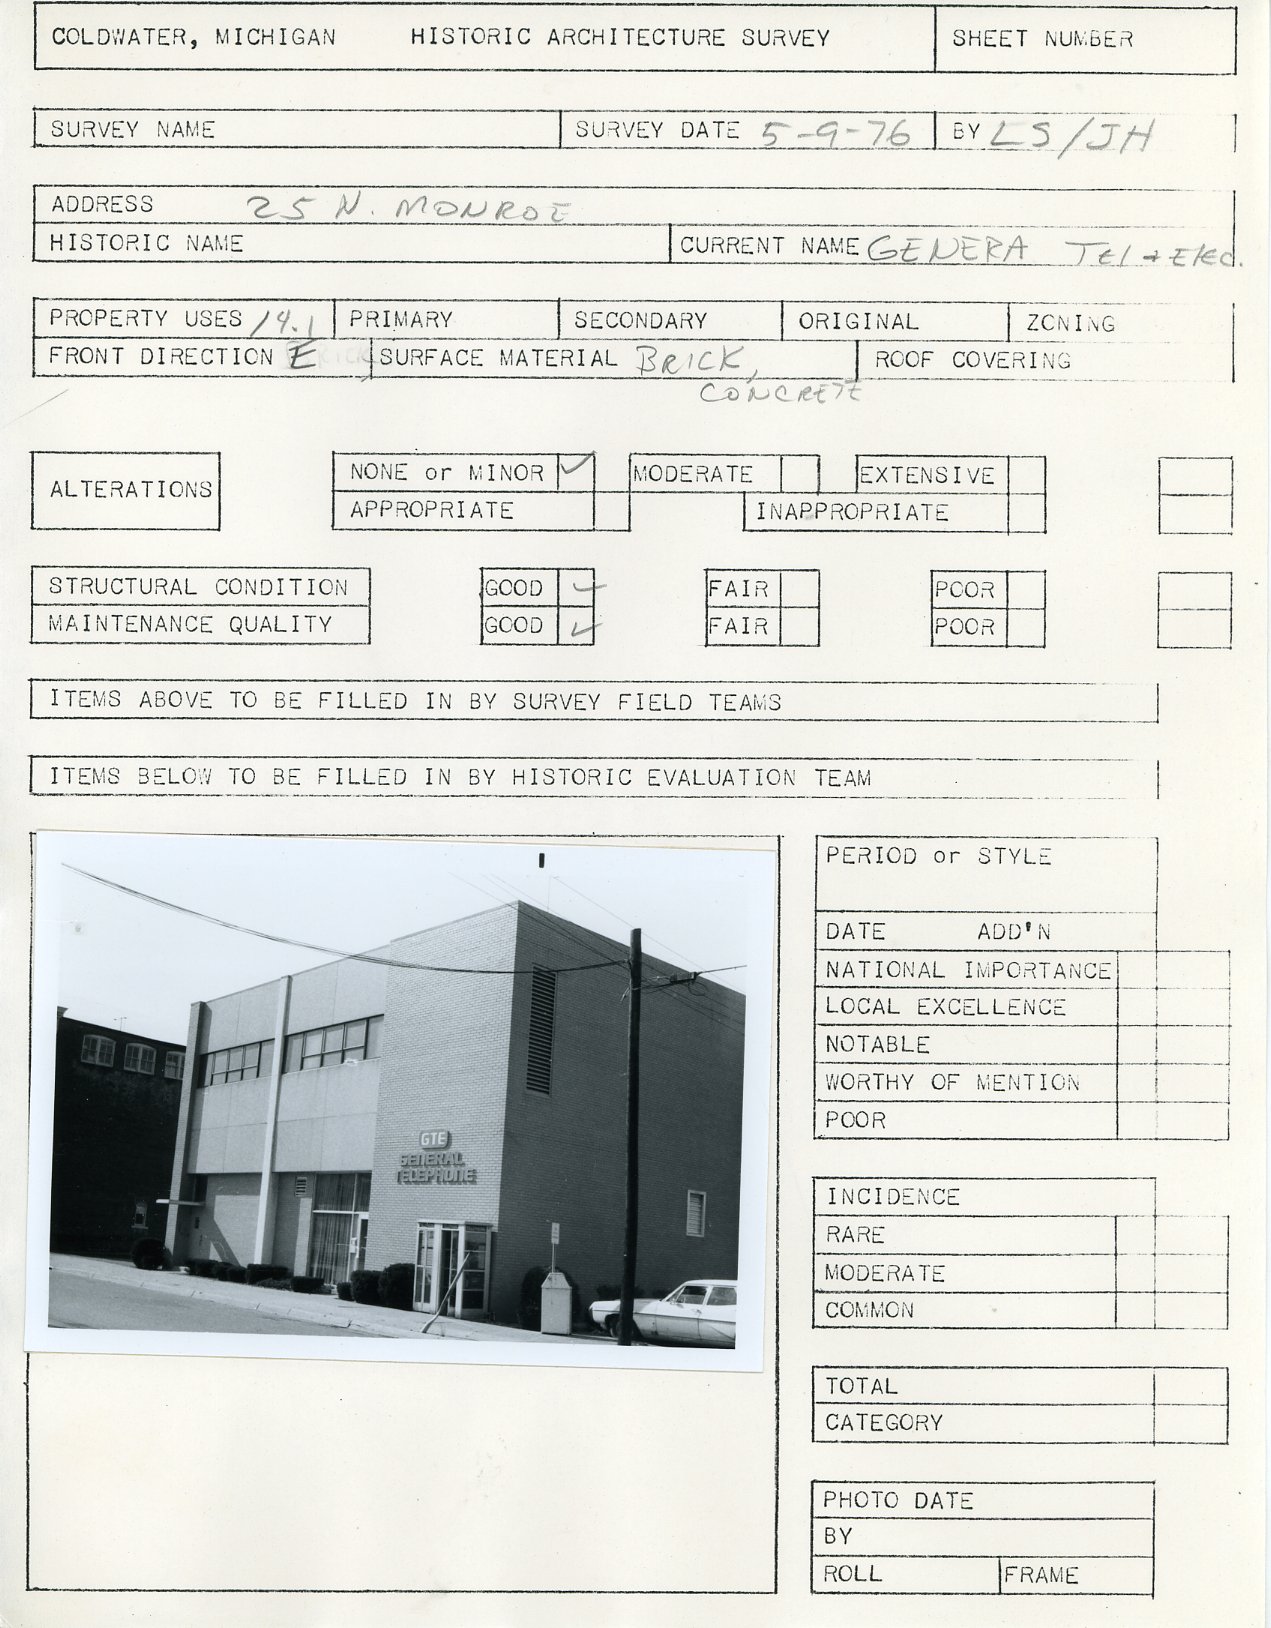 COLDWATER, MICHIGAN HISTORIC ARCHITECTURE SURVEY SHEET NUMBER
SURVEY NAME SURVEY DATE 5-9-76 BY LS/JH
ADDRESS 25 N. MONROE
HISTORIC NAME CURRENT NAME GENERA Tel + Elec.
PROPERTY USES 14.1 PRIMARY SECONDARY ORIGINAL ZCNING
FRONT DIRECTION E SURFACE MATERIAL BRICK, ROOF COVERING
CONCRETE
ALTERATIONS NONE or MINOR ✓ MODERATE EXTENSIVE
APPROPRIATE INAPPROPRIATE
STRUCTURAL CONDITION GOOD ✓ FAIR POOR
MAINTENANCE QUALITY GOOD ✓ FAIR POOR
ITEMS ABOVE TO BE FILLED IN BY SURVEY FIELD TEAMS
ITEMS BELOW TO BE FILLED IN BY HISTORIC EVALUATION TEAM
GTE
GENERAL
TELEPHONE
PERIOD or STYLE
DATE ADD'N
NATIONAL IMPORTANCE
LOCAL EXCELLENCE
NOTABLE
WORTHY OF MENTION
POOR
INCIDENCE
RARE
MODERATE
COMMON
TOTAL
CATEGORY
PHOTO DATE
BY
ROLL FRAME